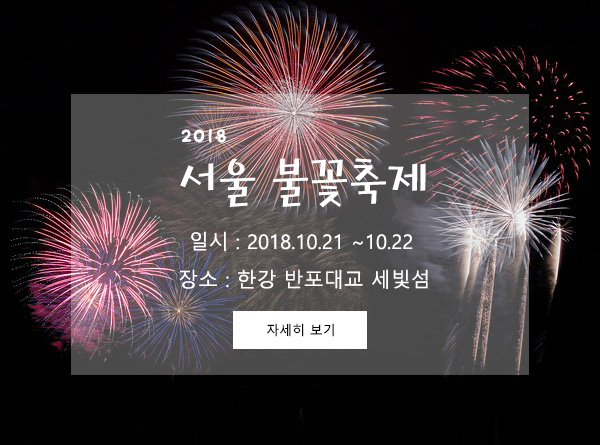 2018
서울 불꽃축제
일시 : 2018.10.21 ~10.22
장소 : 한강 반포대교 세빛섬
자세히 보기